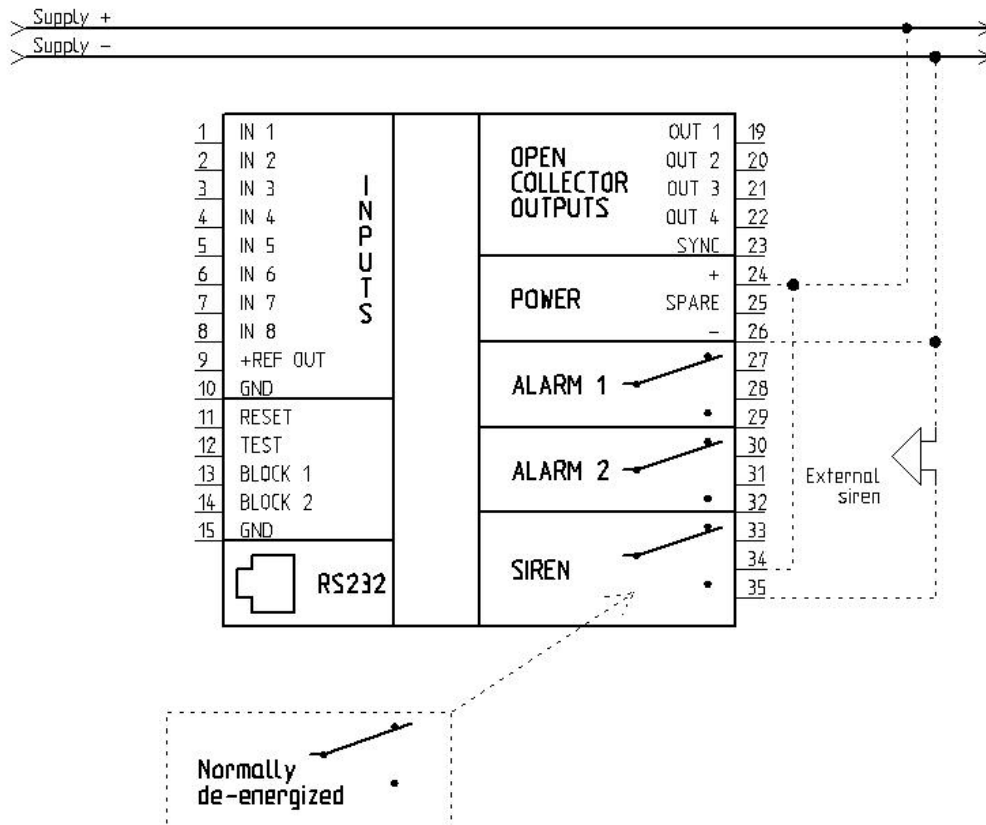 Supply +
Supply -
1 IN 1
2 IN 2
3 IN 3
4 IN 4
5 IN 5
6 IN 6
7 IN 7
8 IN 8
9 +REF OUT
10 GND
INPUTS
11 RESET
12 TEST
13 BLOCK 1
14 BLOCK 2
15 GND
RS232
OPEN
COLLECTOR
OUTPUTS
OUT 1 19
OUT 2 20
OUT 3 21
OUT 4 22
SYNC 23
POWER
+ 24
SPARE 25
- 26
ALARM 1
27
28
29
ALARM 2
30
31
32
SIREN
33
34
35
External
siren
Normally
de-energized